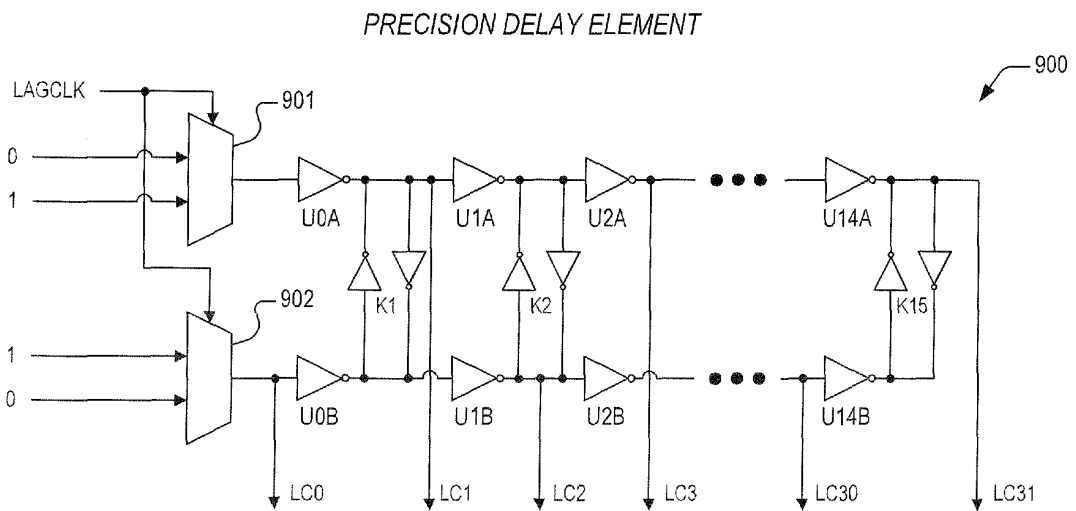 PRECISION DELAY ELEMENT
900
LAGCLK
901
0
1
U0A
U1A
U2A
U14A
K1
K2
K15
902
1
0
U0B
U1B
U2B
U14B
LC0
LC1
LC2
LC3
LC30
LC31